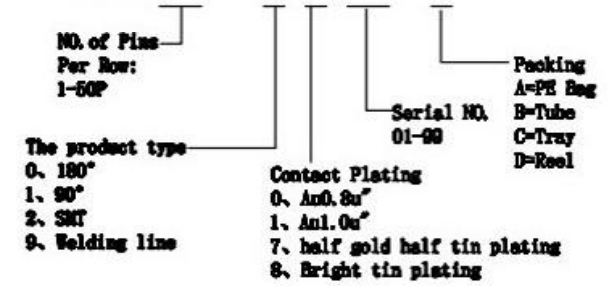 NO. of Pins
Per Row:
1-50P
The product type
0、180°
1、90°
2、SMT
9、Welding line
Contact Plating
0、Au0.8u″
1、Au1.0u″
7、half gold half tin plating
8、Bright tin plating
Serial NO.
01-99
Packing
A=PE Bag
B=Tube
C=Tray
D=Reel